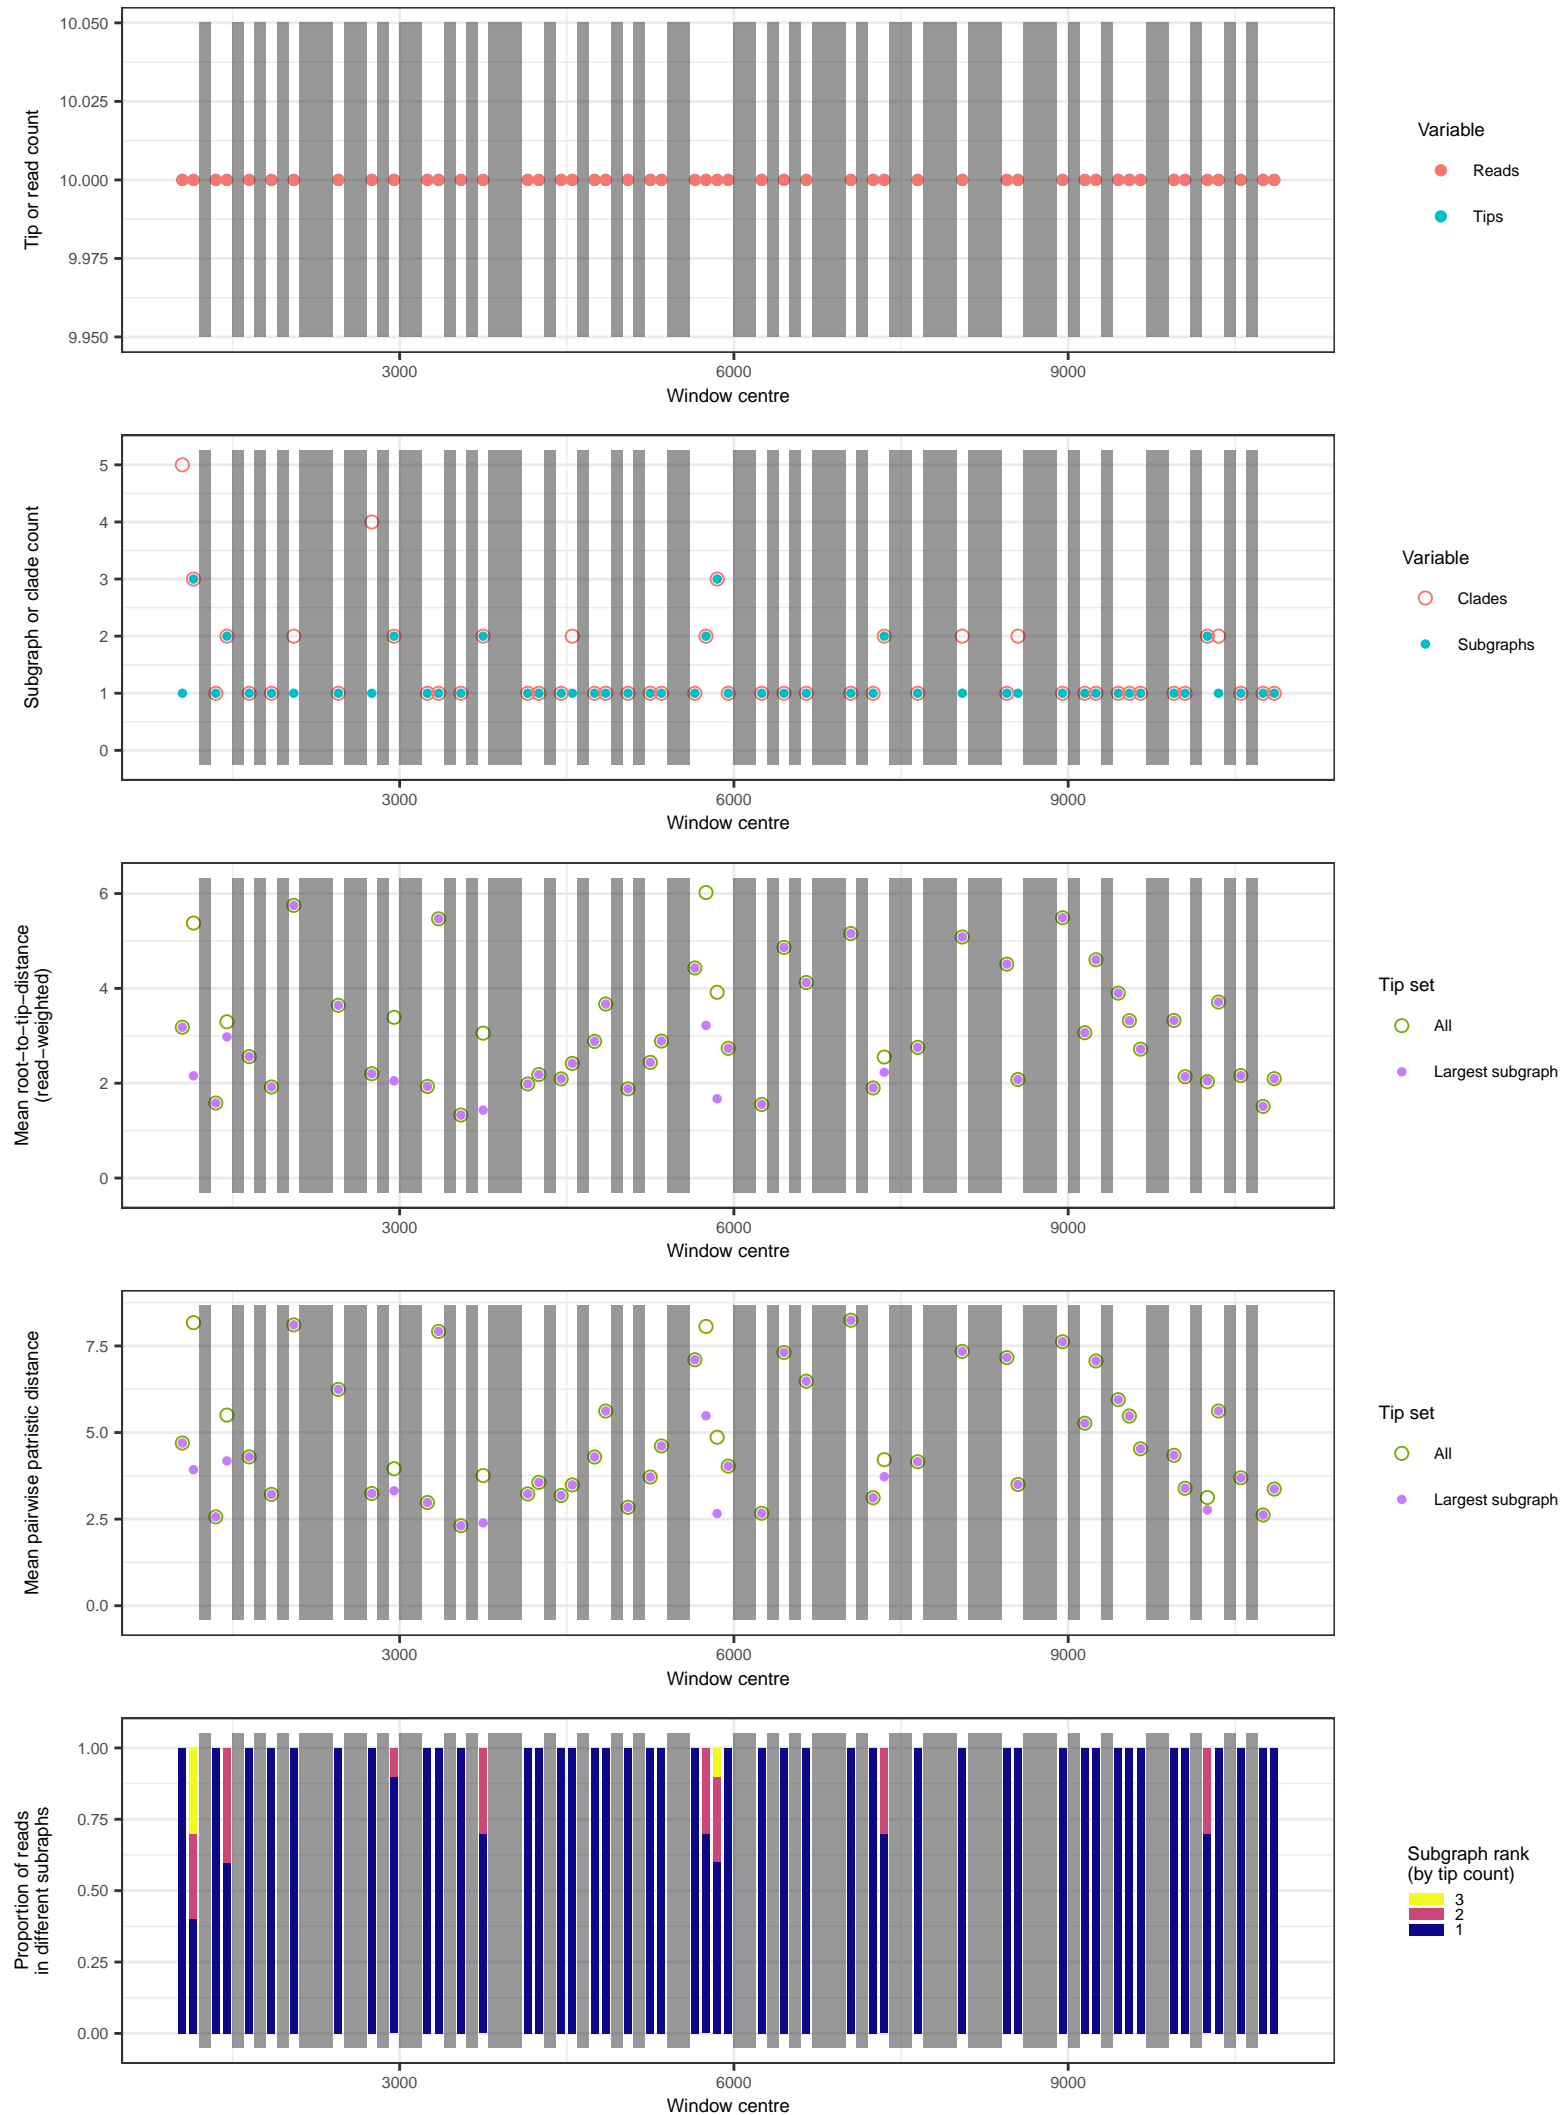 10.050
10.025
10.000
9.975
9.950
Tip or read count
3000
6000
9000
Window centre
Variable
Reads
Tips
5
4
3
2
1
0
Subgraph or clade count
3000
6000
9000
Window centre
Variable
Clades
Subgraphs
6
4
2
0
Mean root−to−tip−distance
(read−weighted)
3000
6000
9000
Window centre
Tip set
All
Largest subgraph
7.5
5.0
2.5
0.0
Mean pairwise patristic distance
3000
6000
9000
Window centre
Tip set
All
Largest subgraph
1.00
0.75
0.50
0.25
0.00
Proportion of reads
in different subraphs
3000
6000
9000
Window centre
Subgraph rank
(by tip count)
3
2
1